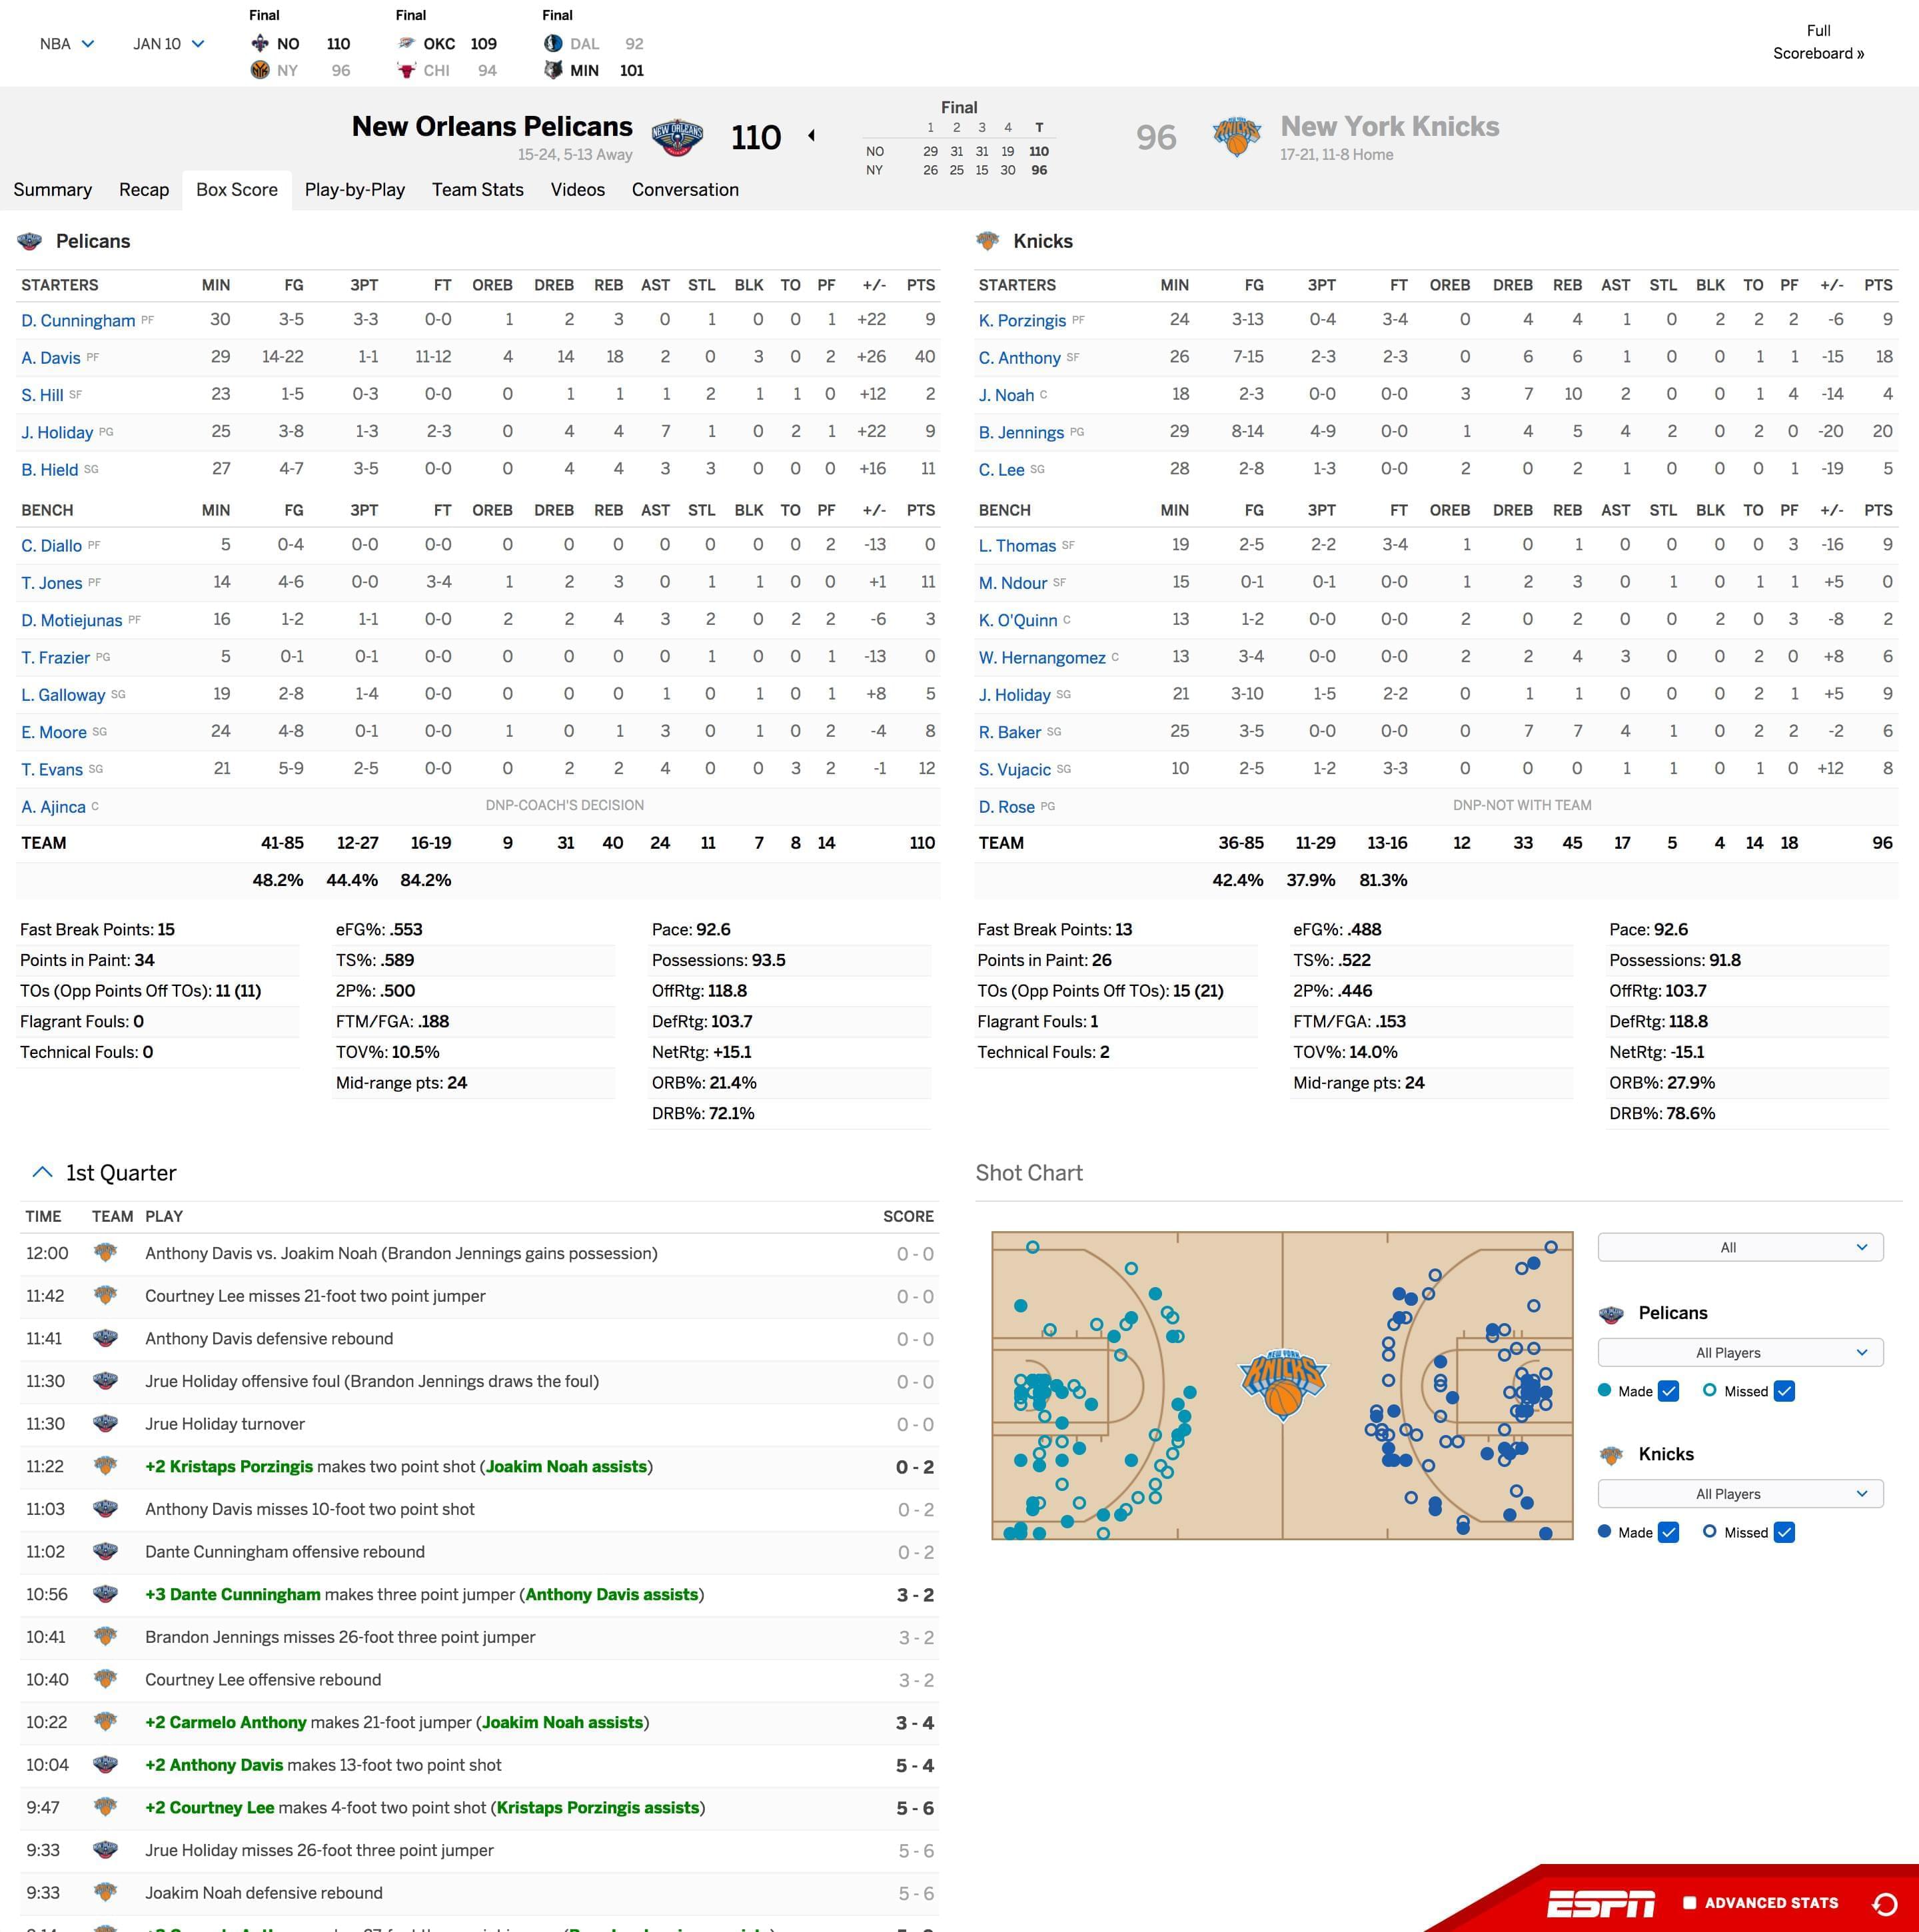 Final Final Final
NBA JAN 10 NO 110 OKC 109 DAL 92 Full
NY 96 CHI 94 MIN 101 Scoreboard »
Final
New Orleans Pelicans NEW ORLEANS 110 1 2 3 4 T 96 KNICKS New York Knicks
15-24, 5-13 Away NO 29 31 31 19 110 17-21, 11-8 Home
NY 26 25 15 30 96
Summary Recap Box Score Play-by-Play Team Stats Videos Conversation
Pelicans
STARTERS MIN FG 3PT FT OREB DREB REB AST STL BLK TO PF +/- PTS
D. Cunningham PF 30 3-5 3-3 0-0 1 2 3 0 1 0 0 1 +22 9
A. Davis PF 29 14-22 1-1 11-12 4 14 18 2 0 3 0 2 +26 40
S. Hill SF 23 1-5 0-3 0-0 0 1 1 1 2 1 1 0 +12 2
J. Holiday PG 25 3-8 1-3 2-3 0 4 4 7 1 0 2 1 +22 9
B. Hield SG 27 4-7 3-5 0-0 0 4 4 3 3 0 0 0 +16 11
BENCH MIN FG 3PT FT OREB DREB REB AST STL BLK TO PF +/- PTS
C. Diallo PF 5 0-4 0-0 0-0 0 0 0 0 0 0 0 2 -13 0
T. Jones PF 14 4-6 0-0 3-4 1 2 3 0 1 1 0 0 +1 11
D. Motiejunas PF 16 1-2 1-1 0-0 2 2 4 3 2 0 2 2 -6 3
T. Frazier PG 5 0-1 0-1 0-0 0 0 0 0 1 0 0 1 -13 0
L. Galloway SG 19 2-8 1-4 0-0 0 0 0 1 0 1 0 1 +8 5
E. Moore SG 24 4-8 0-1 0-0 1 0 1 3 0 1 0 2 -4 8
T. Evans SG 21 5-9 2-5 0-0 0 2 2 4 0 0 3 2 -1 12
A. Ajinca C DNP-COACH'S DECISION
TEAM 41-85 12-27 16-19 9 31 40 24 11 7 8 14 110
48.2% 44.4% 84.2%
Knicks
STARTERS MIN FG 3PT FT OREB DREB REB AST STL BLK TO PF +/- PTS
K. Porzingis PF 24 3-13 0-4 3-4 0 4 4 1 0 2 2 2 -6 9
C. Anthony SF 26 7-15 2-3 2-3 0 6 6 1 0 0 1 1 -15 18
J. Noah C 18 2-3 0-0 0-0 3 7 10 2 0 0 1 4 -14 4
B. Jennings PG 29 8-14 4-9 0-0 1 4 5 4 2 0 2 0 -20 20
C. Lee SG 28 2-8 1-3 0-0 2 0 2 1 0 0 0 1 -19 5
BENCH MIN FG 3PT FT OREB DREB REB AST STL BLK TO PF +/- PTS
L. Thomas SF 19 2-5 2-2 3-4 1 0 1 0 0 0 0 3 -16 9
M. Ndour SF 15 0-1 0-1 0-0 1 2 3 0 1 0 1 1 +5 0
K. O'Quinn C 13 1-2 0-0 0-0 2 0 2 0 0 2 0 3 -8 2
W. Hernangomez C 13 3-4 0-0 0-0 2 2 4 3 0 0 2 0 +8 6
J. Holiday SG 21 3-10 1-5 2-2 0 1 1 0 0 0 2 1 +5 9
R. Baker SG 25 3-5 0-0 0-0 0 7 7 4 1 0 2 2 -2 6
S. Vujacic SG 10 2-5 1-2 3-3 0 0 0 1 1 0 1 0 +12 8
D. Rose PG DNP-NOT WITH TEAM
TEAM 36-85 11-29 13-16 12 33 45 17 5 4 14 18 96
42.4% 37.9% 81.3%
Fast Break Points: 15 eFG%: .553 Pace: 92.6
Points in Paint: 34 TS%: .589 Possessions: 93.5
TOs (Opp Points Off TOs): 11 (11) 2P%: .500 OffRtg: 118.8
Flagrant Fouls: 0 FTM/FGA: .188 DefRtg: 103.7
Technical Fouls: 0 TOV%: 10.5% NetRtg: +15.1
Mid-range pts: 24 ORB%: 21.4%
DRB%: 72.1%
Fast Break Points: 13 eFG%: .488 Pace: 92.6
Points in Paint: 26 TS%: .522 Possessions: 91.8
TOs (Opp Points Off TOs): 15 (21) 2P%: .446 OffRtg: 103.7
Flagrant Fouls: 1 FTM/FGA: .153 DefRtg: 118.8
Technical Fouls: 2 TOV%: 14.0% NetRtg: -15.1
Mid-range pts: 24 ORB%: 27.9%
DRB%: 78.6%
1st Quarter
TIME TEAM PLAY SCORE
12:00 Anthony Davis vs. Joakim Noah (Brandon Jennings gains possession) 0 - 0
11:42 Courtney Lee misses 21-foot two point jumper 0 - 0
11:41 Anthony Davis defensive rebound 0 - 0
11:30 Jrue Holiday offensive foul (Brandon Jennings draws the foul) 0 - 0
11:30 Jrue Holiday turnover 0 - 0
11:22 +2 Kristaps Porzingis makes two point shot (Joakim Noah assists) 0 - 2
11:03 Anthony Davis misses 10-foot two point shot 0 - 2
11:02 Dante Cunningham offensive rebound 0 - 2
10:56 +3 Dante Cunningham makes three point jumper (Anthony Davis assists) 3 - 2
10:41 Brandon Jennings misses 26-foot three point jumper 3 - 2
10:40 Courtney Lee offensive rebound 3 - 2
10:22 +2 Carmelo Anthony makes 21-foot jumper (Joakim Noah assists) 3 - 4
10:04 +2 Anthony Davis makes 13-foot two point shot 5 - 4
9:47 +2 Courtney Lee makes 4-foot two point shot (Kristaps Porzingis assists) 5 - 6
9:33 Jrue Holiday misses 26-foot three point jumper 5 - 6
9:33 Joakim Noah defensive rebound 5 - 6
Shot Chart
All
NEW YORK
KNICKS
Pelicans
All Players
Made Missed
Knicks
All Players
Made Missed
ESPN ADVANCED STATS